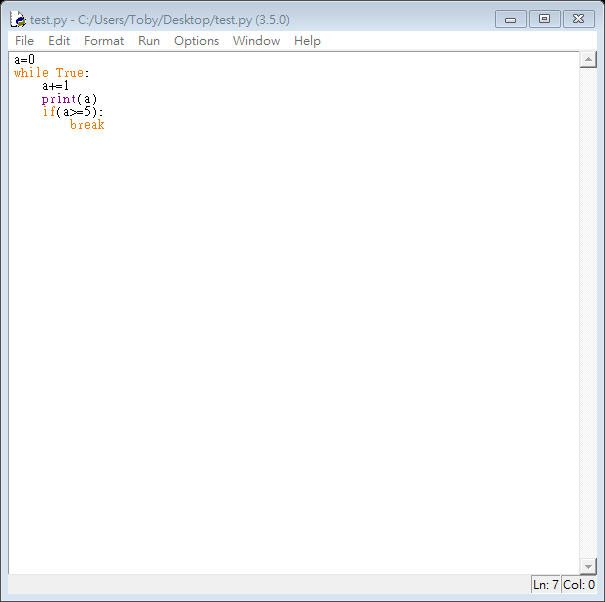 test.py - C:/Users/Toby/Desktop/test.py (3.5.0)
File Edit Format Run Options Window Help
a=0
while True:
    a+=1
    print(a)
    if(a>=5):
        break
Ln: 7 Col: 0